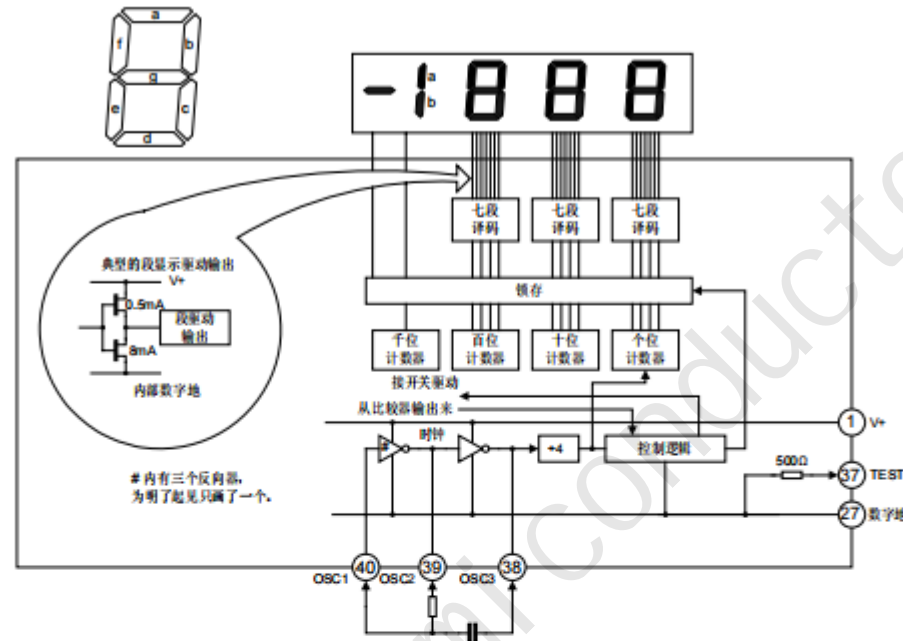 a
f
b
g
e
c
d
a
b
七段
译码
七段
译码
七段
译码
典型的段显示驱动输出
V+
0.5mA
段驱动
输出
8mA
内部数字地
锁存
千位
计数器
百位
计数器
十位
计数器
个位
计数器
接开关驱动
从比较器输出来
时钟
#
÷4
控制逻辑
1
V+
500Ω
37
TEST
27
数字地
# 内有三个反向器,
为明了起见只画了一个。
OSC1
40
OSC2
39
OSC3
38
mi conducto